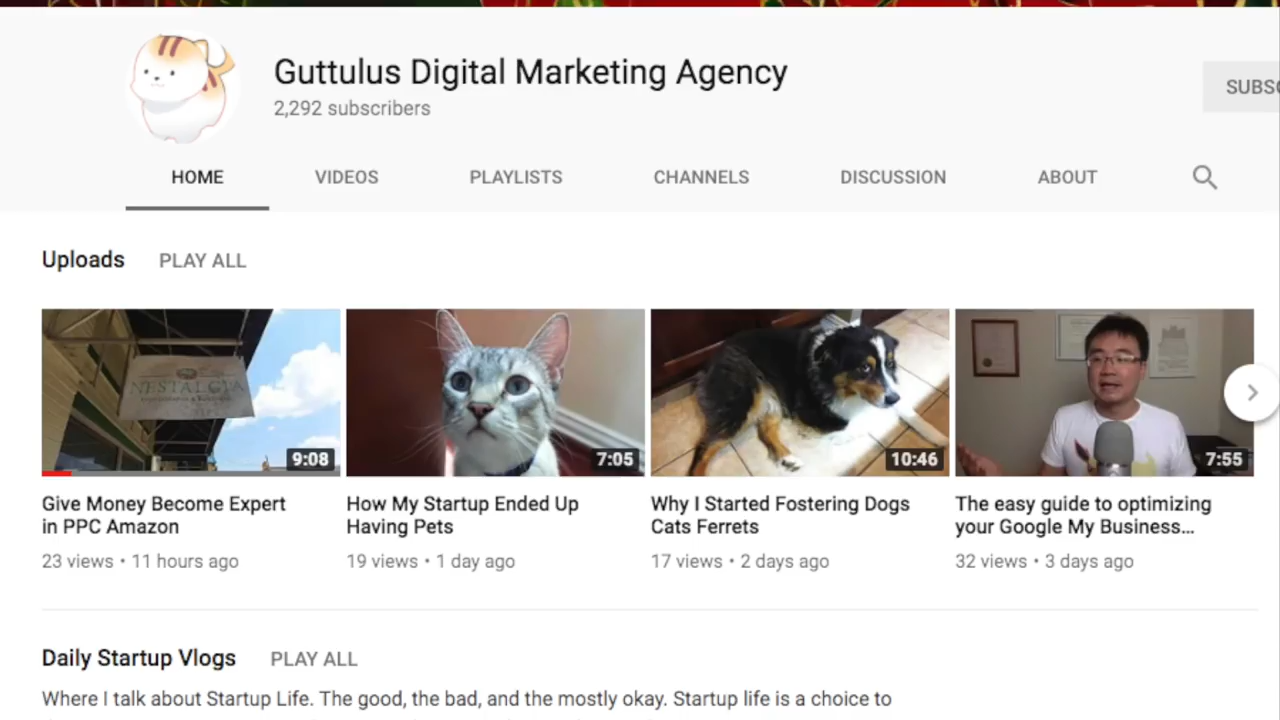 Guttulus Digital Marketing Agency
2,292 subscribers
SUBSC
HOME VIDEOS PLAYLISTS CHANNELS DISCUSSION ABOUT
Uploads PLAY ALL
NESTALGIA
9:08
7:05
10:46
7:55
Give Money Become Expert
in PPC Amazon
23 views • 11 hours ago
How My Startup Ended Up
Having Pets
19 views • 1 day ago
Why I Started Fostering Dogs
Cats Ferrets
17 views • 2 days ago
The easy guide to optimizing
your Google My Business...
32 views • 3 days ago
Daily Startup Vlogs PLAY ALL
Where I talk about Startup Life. The good, the bad, and the mostly okay. Startup life is a choice to